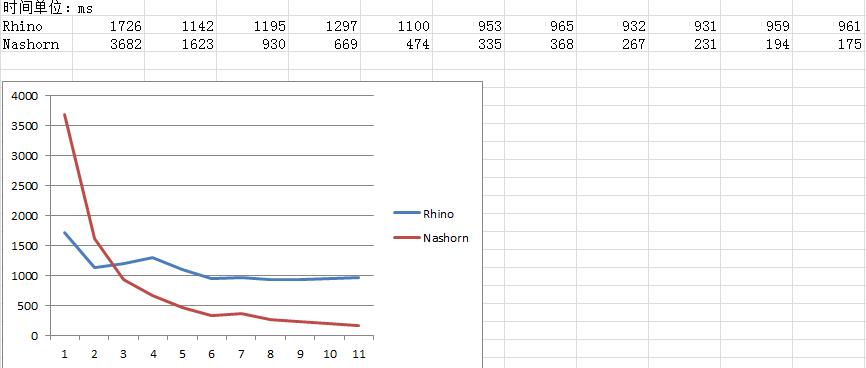 时间单位：ms
Rhino 1726 1142 1195 1297 1100 953 965 932 931 959 961
Nashorn 3682 1623 930 669 474 335 368 267 231 194 175
4000
3500
3000
2500
2000
1500
1000
500
0
1 2 3 4 5 6 7 8 9 10 11
Rhino
Nashorn